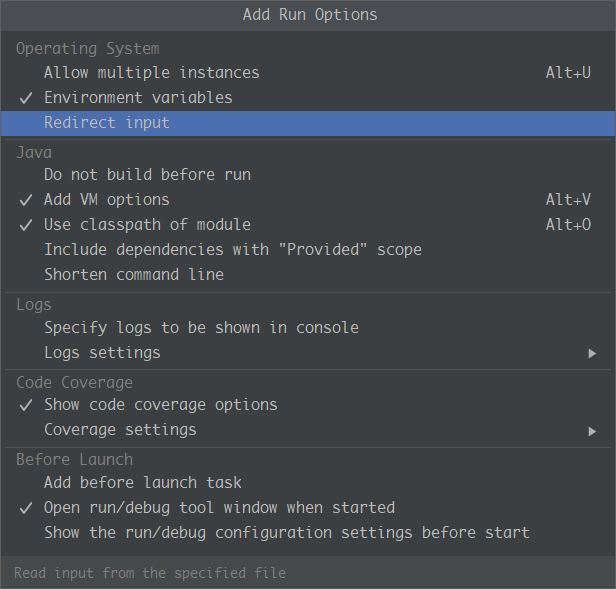 Add Run Options
Operating System
Allow multiple instances Alt+U
Environment variables
Redirect input
Java
Do not build before run
Add VM options Alt+V
Use classpath of module Alt+O
Include dependencies with "Provided" scope
Shorten command line
Logs
Specify logs to be shown in console
Logs settings
Code Coverage
Show code coverage options
Coverage settings
Before Launch
Add before launch task
Open run/debug tool window when started
Show the run/debug configuration settings before start
Read input from the specified file